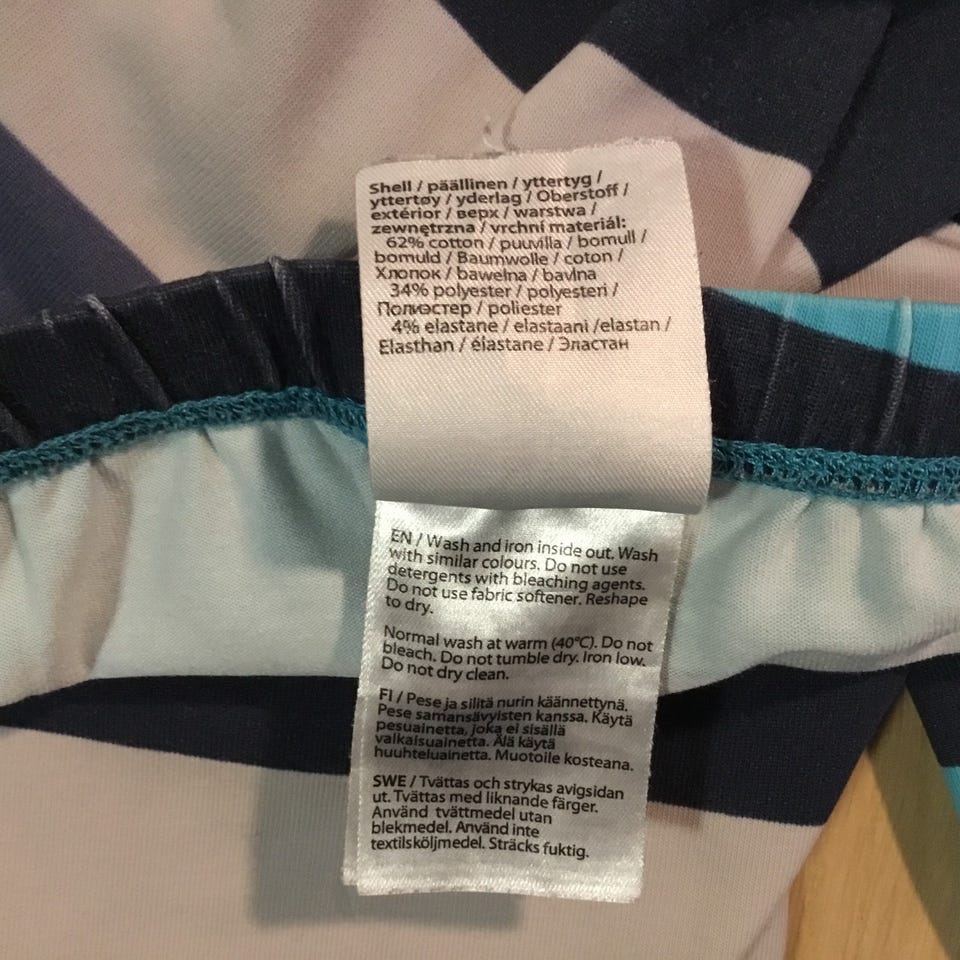 Shell / päällinen / yttertyg /
yttertøy / yderlag / Oberstoff /
extérior / верх / warstwa /
zewnętrzna / vrchní materiál:
62% cotton / puuvilla / bomull /
bomuld / Baumwolle / coton /
Хлопок / bawełna / bavlna
34% polyester / polyesteri /
Полиэстер / poliester
4% elastane / elastaani /elastan /
Elasthan / élastane / Эластан
EN / Wash and iron inside out. Wash
with similar colours. Do not use
detergents with bleaching agents.
Do not use fabric softener. Reshape
to dry.
Normal wash at warm (40°C). Do not
bleach. Do not tumble dry. Iron low.
Do not dry clean.
FI / Pese ja silitä nurin käännettynä.
Pese samansävyisten kanssa. Käytä
pesuainetta, joka ei sisällä
valkaisuainetta. Älä käytä
huuhteluainetta. Muotoile kosteana.
SWE / Tvättas och strykas avigsidan
ut. Tvättas med liknande färger.
Använd tvättmedel utan
blekmedel. Använd inte
textilsköljmedel. Sträcks fuktig.